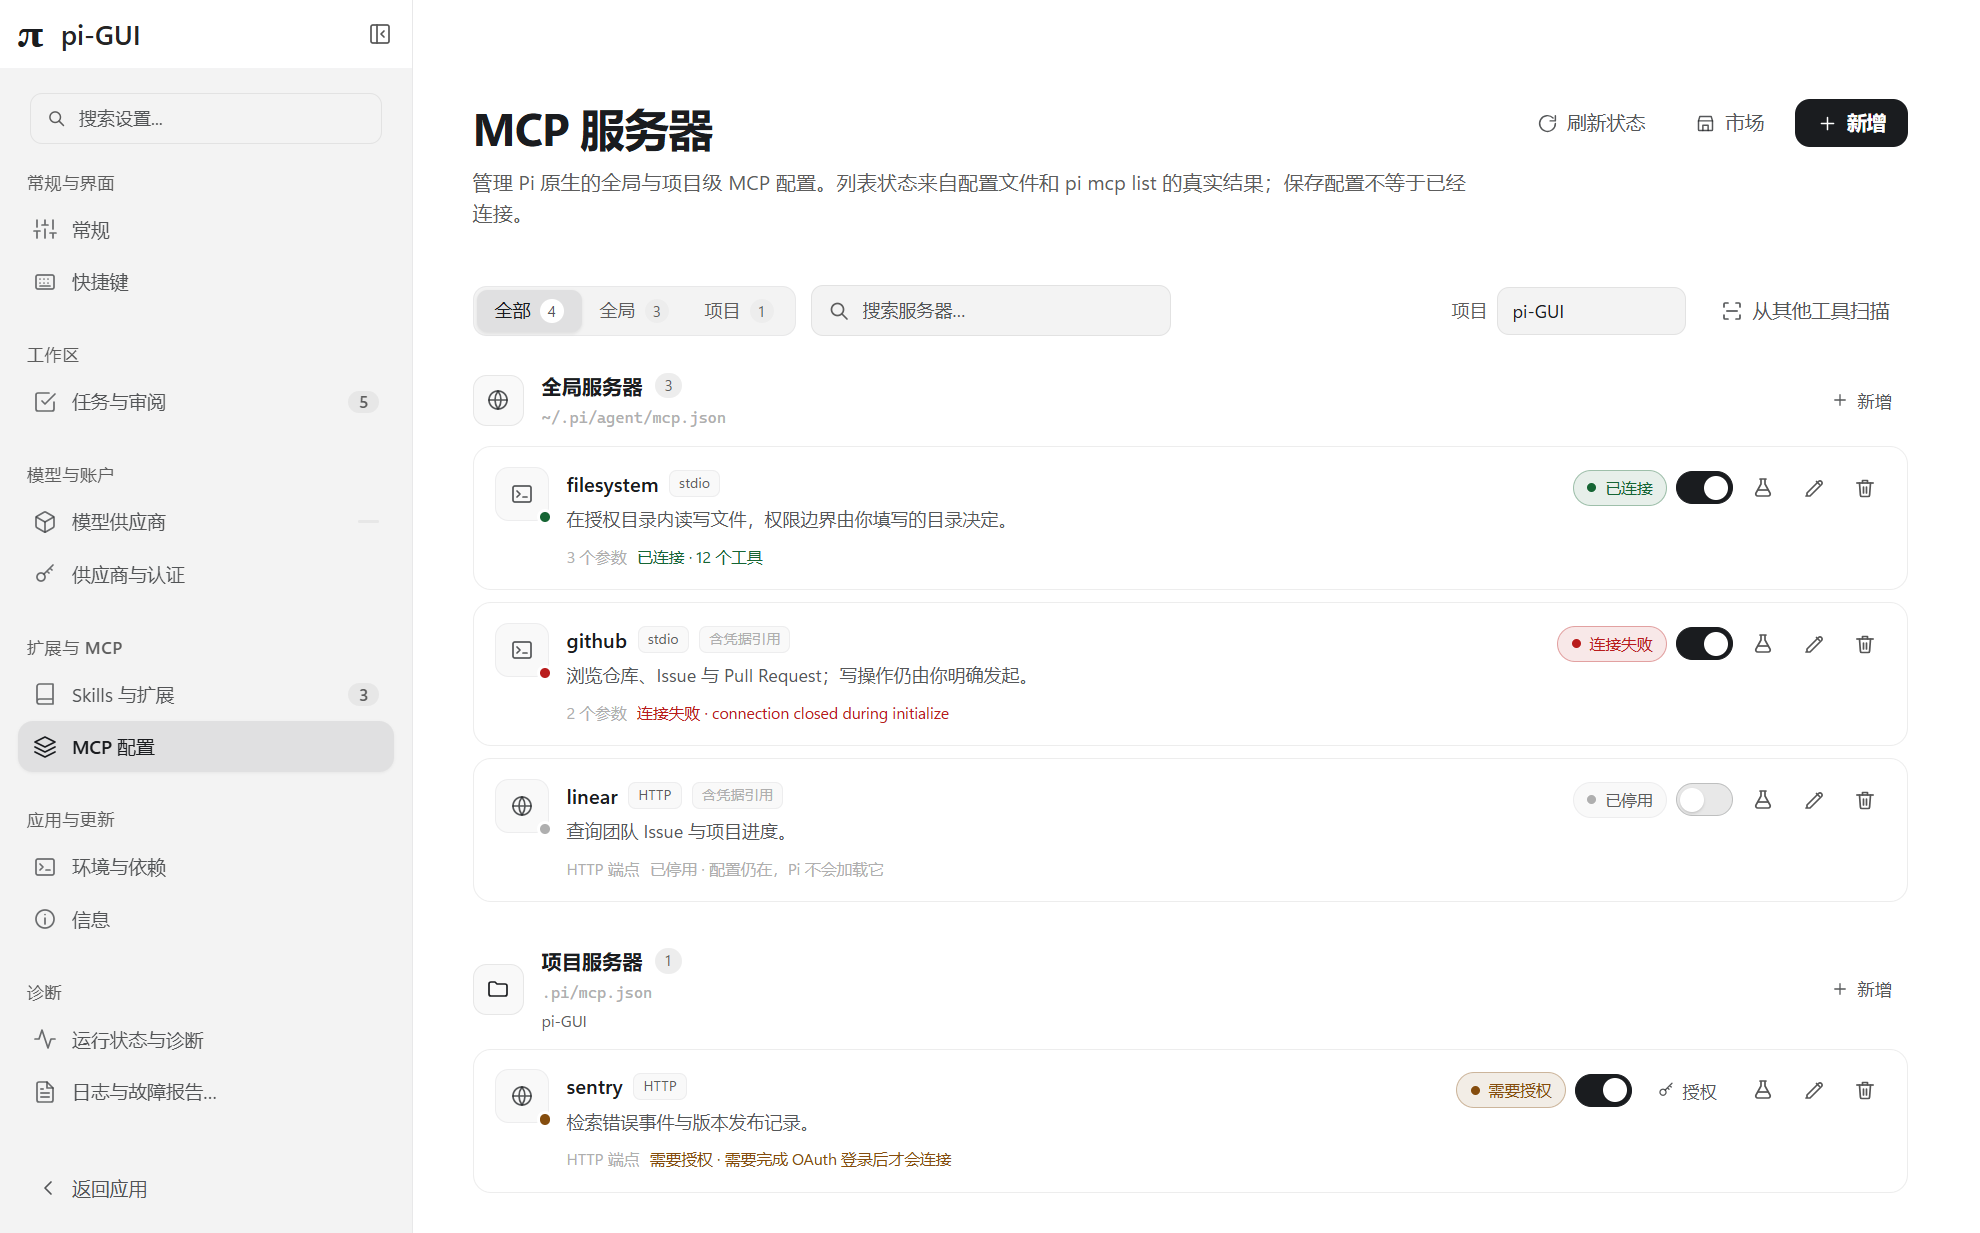 π pi-GUI
搜索设置...
常规与界面
常规
快捷键
工作区
任务与审阅 5
模型与账户
模型供应商
供应商与认证
扩展与 MCP
Skills 与扩展 3
MCP 配置
应用与更新
环境与依赖
信息
诊断
运行状态与诊断
日志与故障报告...
返回应用
MCP 服务器
刷新状态 市场 + 新增
管理 Pi 原生的全局与项目级 MCP 配置。列表状态来自配置文件和 pi mcp list 的真实结果；保存配置不等于已经
连接。
全部 4 全局 3 项目 1 搜索服务器... 项目 pi-GUI 从其他工具扫描
全局服务器 3
~/.pi/agent/mcp.json
+ 新增
filesystem stdio 已连接
在授权目录内读写文件，权限边界由你填写的目录决定。
3 个参数 已连接 · 12 个工具
github stdio 含凭据引用 连接失败
浏览仓库、Issue 与 Pull Request；写操作仍由你明确发起。
2 个参数 连接失败 · connection closed during initialize
linear HTTP 含凭据引用 已停用
查询团队 Issue 与项目进度。
HTTP 端点 已停用 · 配置仍在，Pi 不会加载它
项目服务器 1
.pi/mcp.json
pi-GUI
+ 新增
sentry HTTP 需要授权 授权
检索错误事件与版本发布记录。
HTTP 端点 需要授权 · 需要完成 OAuth 登录后才会连接